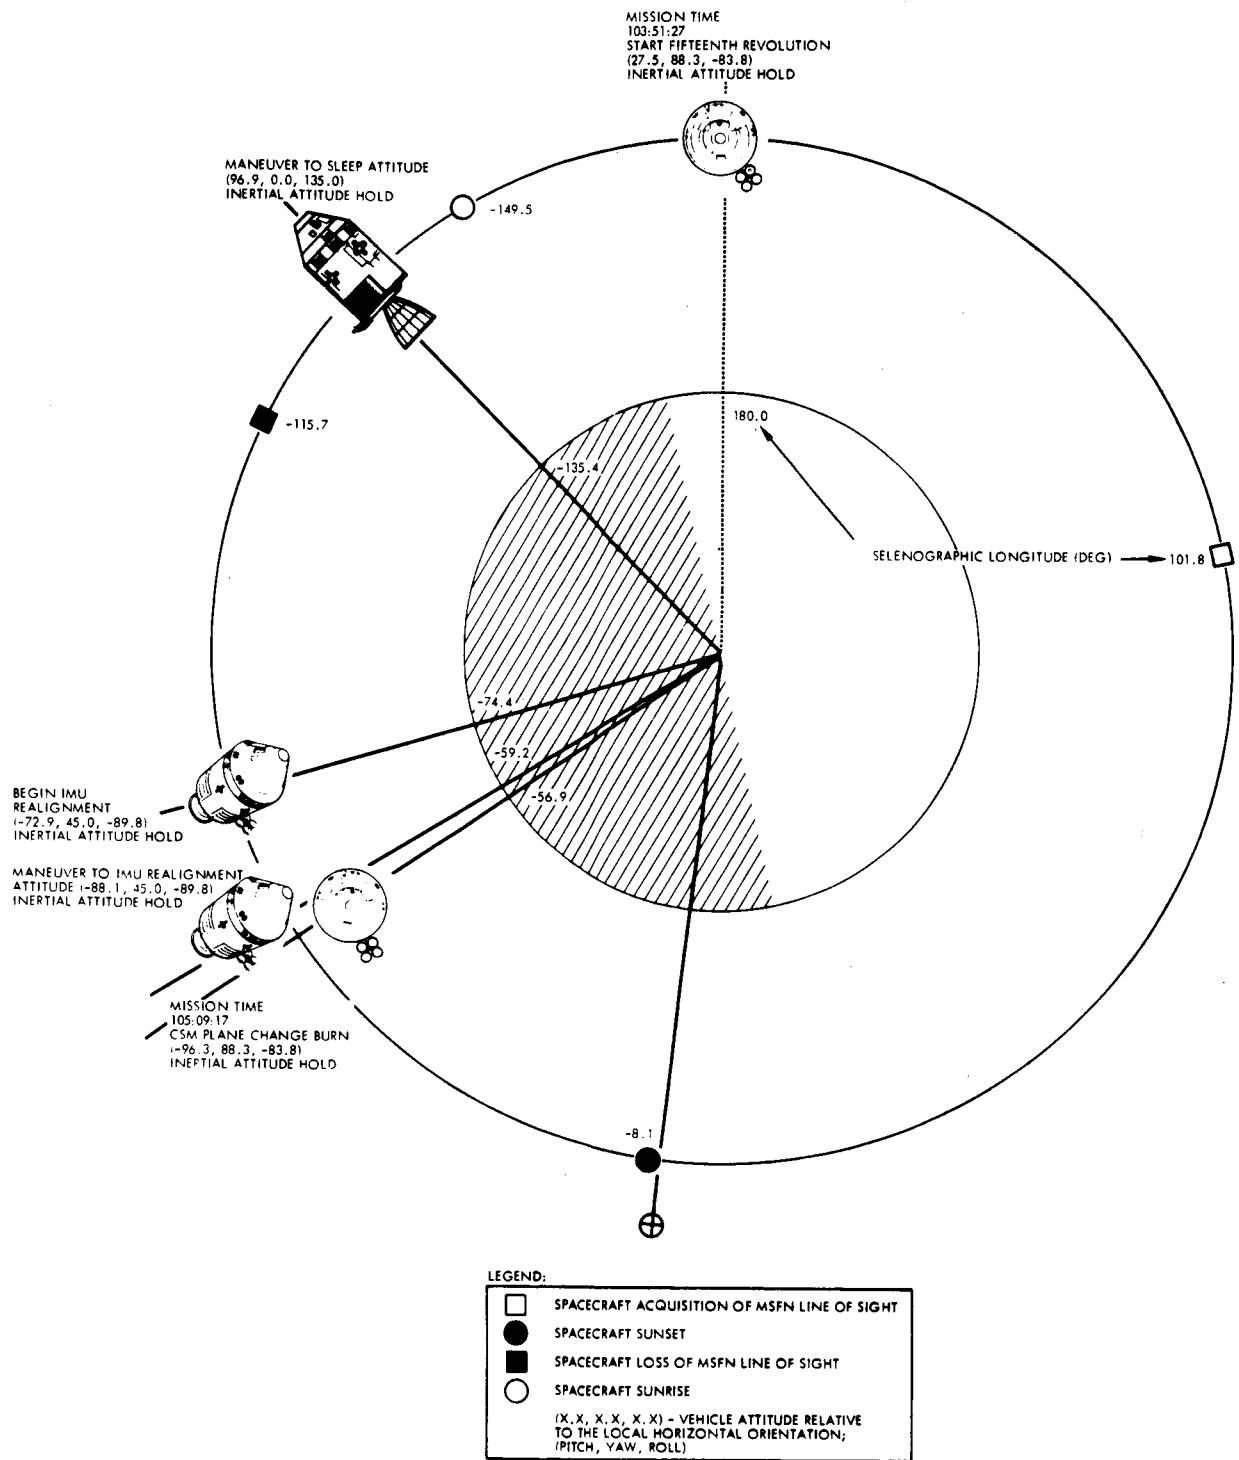 MISSION TIME
103:51:27
START FIFTEENTH REVOLUTION
(27.5, 88.3, -83.8)
INERTIAL ATTITUDE HOLD
MANEUVER TO SLEEP ATTITUDE
(96.9, 0.0, 135.0)
INERTIAL ATTITUDE HOLD
-149.5
-115.7
180.0
-135.4
SELENOGRAPHIC LONGITUDE (DEG)
101.8
-74.4
-59.2
-56.9
BEGIN IMU
REALIGNMENT
(-72.9, 45.0, -89.8)
INERTIAL ATTITUDE HOLD
MANEUVER TO IMU REALIGNMENT
ATTITUDE (-88.1, 45.0, -89.8)
INERTIAL ATTITUDE HOLD
MISSION TIME
105:09:17
CSM PLANE CHANGE BURN
(-96.3, 88.3, -83.8)
INERTIAL ATTITUDE HOLD
-8.1
LEGEND:
SPACECRAFT ACQUISITION OF MSFN LINE OF SIGHT
SPACECRAFT SUNSET
SPACECRAFT LOSS OF MSFN LINE OF SIGHT
SPACECRAFT SUNRISE
(X.X, X.X, X.X) - VEHICLE ATTITUDE RELATIVE
TO THE LOCAL HORIZONTAL ORIENTATION;
(PITCH, YAW, ROLL)